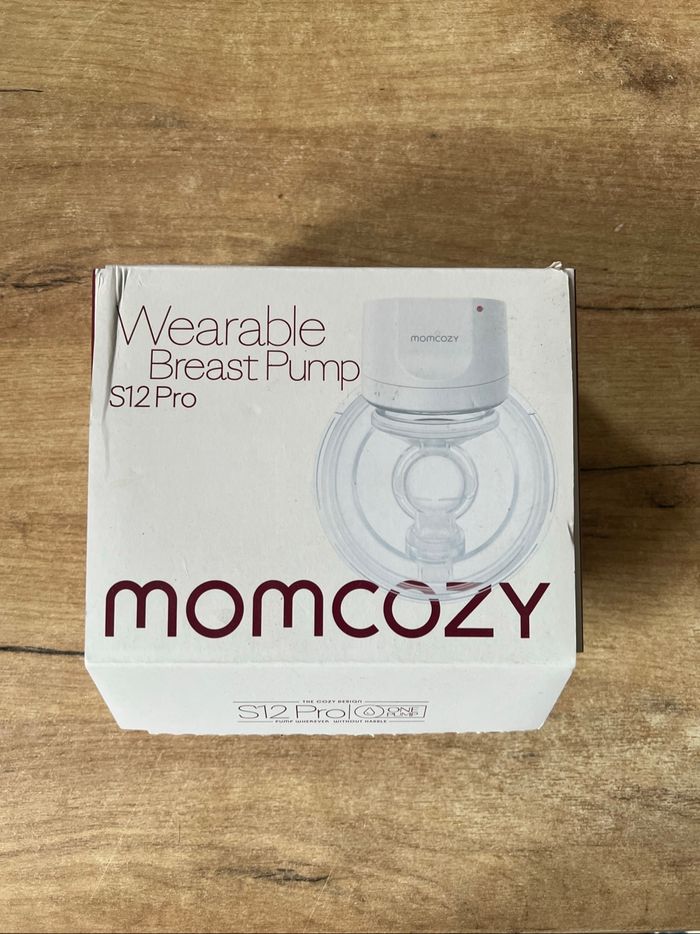 Wearable
Breast Pump
S12 Pro
momcozy
momcozy
THE COZY DESIGN
S12 Pro ONE
PUMP
PUMP WHEREVER WITHOUT HASSLE